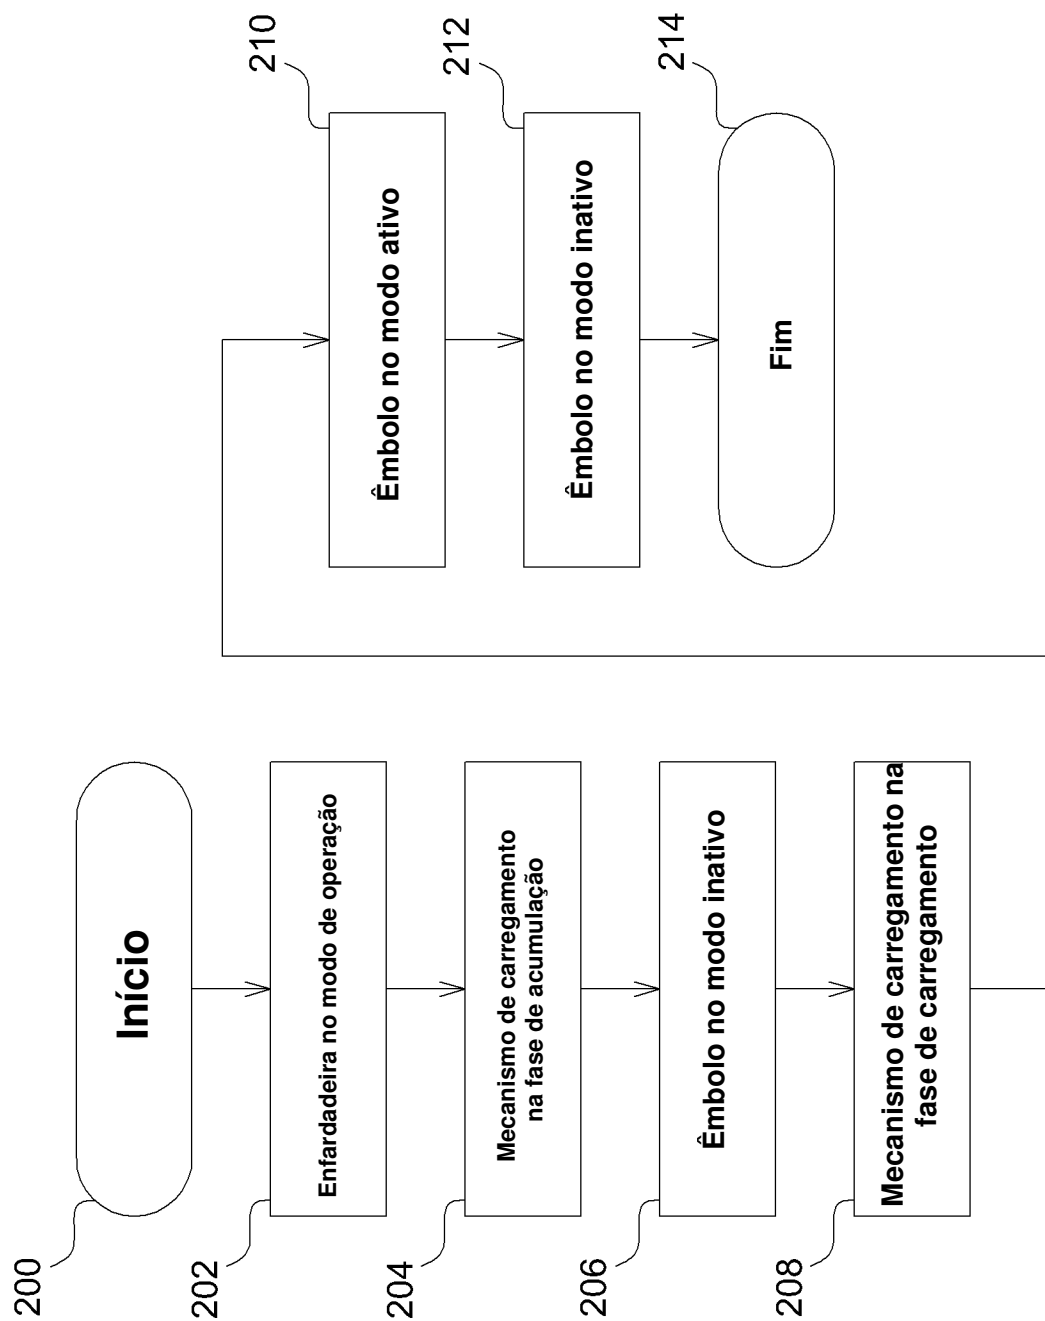 200
Início
202
Enfardadeira no modo de operação
204
Mecanismo de carregamento
na fase de acumulação
206
Êmbolo no modo inativo
208
Mecanismo de carregamento na
fase de carregamento
210
Êmbolo no modo ativo
212
Êmbolo no modo inativo
214
Fim